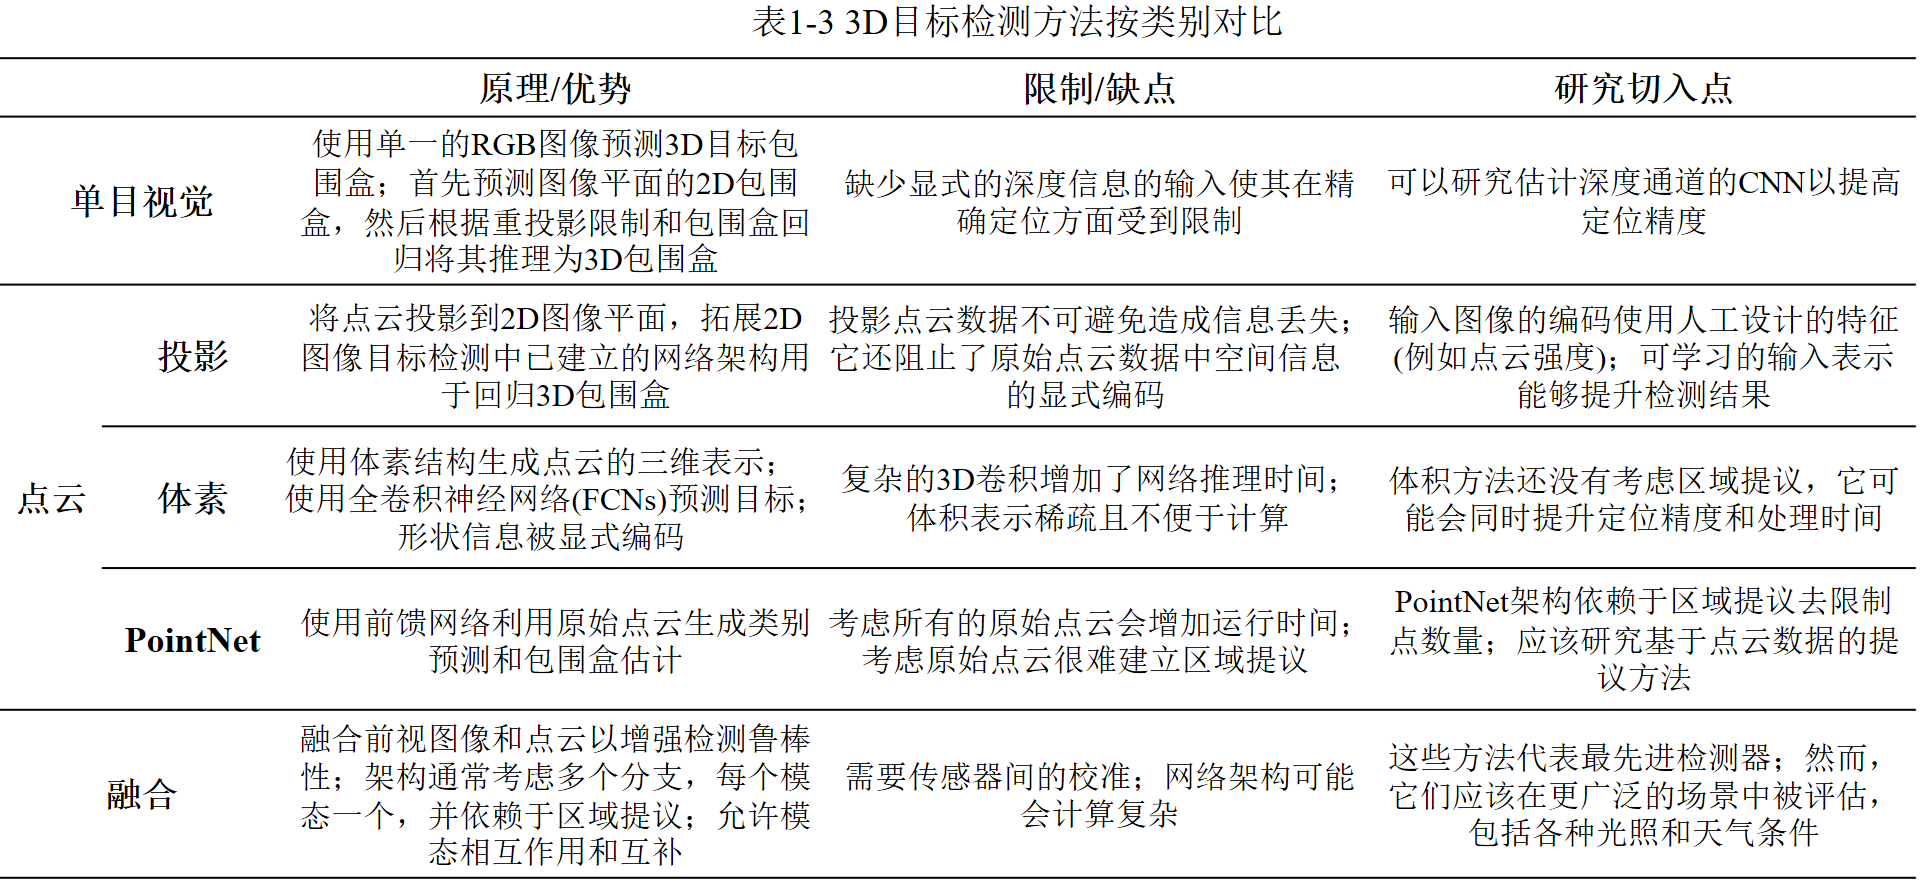 表1-3 3D目标检测方法按类别对比
原理/优势
限制/缺点
研究切入点
单目视觉
使用单一的RGB图像预测3D目标包
围盒；首先预测图像平面的2D包围
盒，然后根据重投影限制和包围盒回
归将其推理为3D包围盒
缺少显式的深度信息的输入使其在精
确定位方面受到限制
可以研究估计深度通道的CNN以提高
定位精度
点云
投影
将点云投影到2D图像平面，拓展2D
图像目标检测中已建立的网络架构用
于回归3D包围盒
投影点云数据不可避免造成信息丢失；
它还阻止了原始点云数据中空间信息
的显式编码
输入图像的编码使用人工设计的特征
(例如点云强度)；可学习的输入表示
能够提升检测结果
体素
使用体素结构生成点云的三维表示；
使用全卷积神经网络(FCNs)预测目标；
形状信息被显式编码
复杂的3D卷积增加了网络推理时间；
体积表示稀疏且不便于计算
体积方法还没有考虑区域提议，它可
能会同时提升定位精度和处理时间
PointNet
使用前馈网络利用原始点云生成类别
预测和包围盒估计
考虑所有的原始点云会增加运行时间；
考虑原始点云很难建立区域提议
PointNet架构依赖于区域提议去限制
点数量；应该研究基于点云数据的提
议方法
融合
融合前视图像和点云以增强检测鲁棒
性；架构通常考虑多个分支，每个模
态一个，并依赖于区域提议；允许模
态相互作用和互补
需要传感器间的校准；网络架构可能
会计算复杂
这些方法代表最先进检测器；然而，
它们应该在更广泛的场景中被评估，
包括各种光照和天气条件